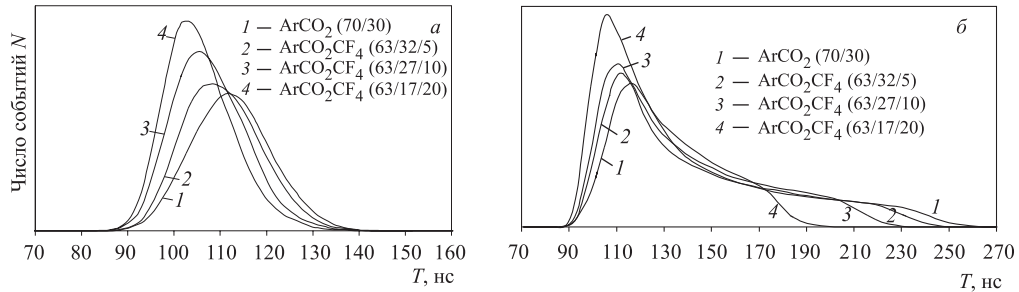 Число событий N
а
1 — ArCO2 (70/30)
2 — ArCO2CF4 (63/32/5)
3 — ArCO2CF4 (63/27/10)
4 — ArCO2CF4 (63/17/20)
4
3
2
1
70 80 90 100 110 120 130 140 150 160
T, нс
б
1 — ArCO2 (70/30)
2 — ArCO2CF4 (63/32/5)
3 — ArCO2CF4 (63/27/10)
4 — ArCO2CF4 (63/17/20)
4
3
2
1
4 3 2 1
70 90 110 130 150 170 190 210 230 250 270
T, нс